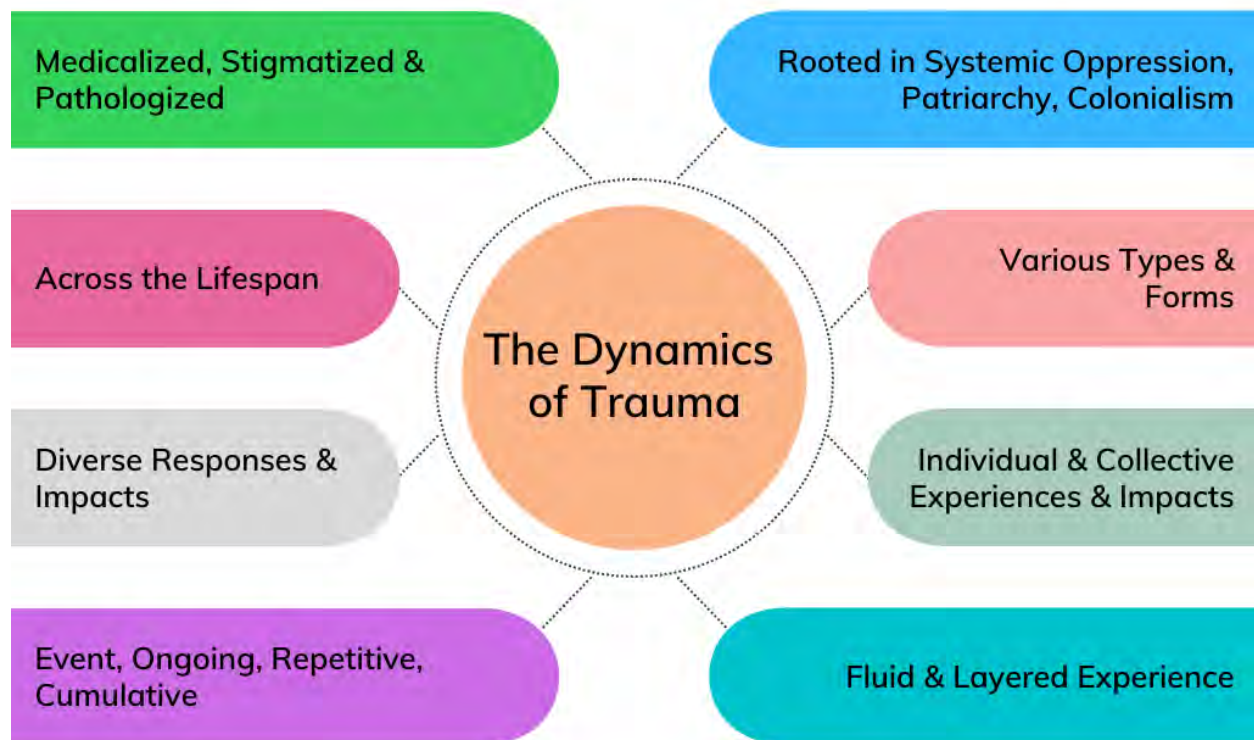 Medicalized, Stigmatized &
Pathologized
Rooted in Systemic Oppression,
Patriarchy, Colonialism
Across the Lifespan
Various Types &
Forms
The Dynamics
of Trauma
Diverse Responses &
Impacts
Individual & Collective
Experiences & Impacts
Event, Ongoing, Repetitive,
Cumulative
Fluid & Layered Experience